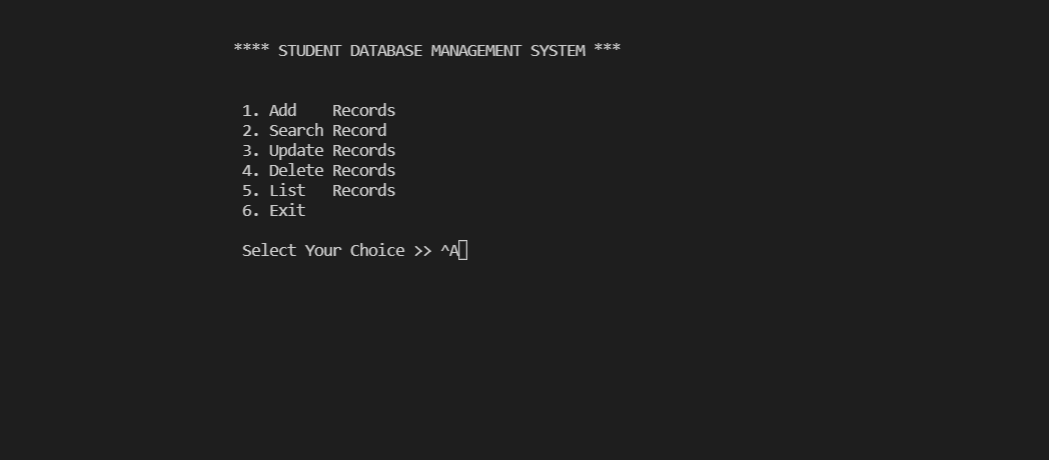 **** STUDENT DATABASE MANAGEMENT SYSTEM ***
1. Add    Records
2. Search Record
3. Update Records
4. Delete Records
5. List   Records
6. Exit
Select Your Choice >> ^A